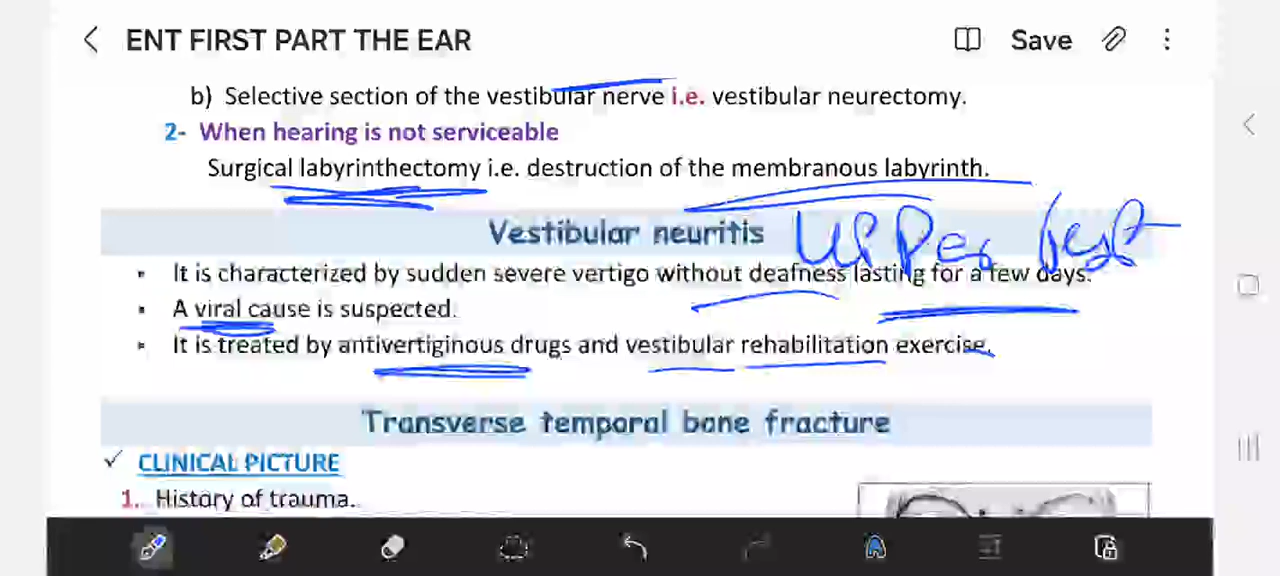 ENT FIRST PART THE EAR
Save
b) Selective section of the vestibular nerve i.e. vestibular neurectomy.
2- When hearing is not serviceable
Surgical labyrinthectomy i.e. destruction of the membranous labyrinth.
Vestibular neuritis
▪ It is characterized by sudden severe vertigo without deafness lasting for a few days.
▪ A viral cause is suspected.
▪ It is treated by antivertiginous drugs and vestibular rehabilitation exercise.
Transverse temporal bone fracture
✓ CLINICAL PICTURE
1. History of trauma.